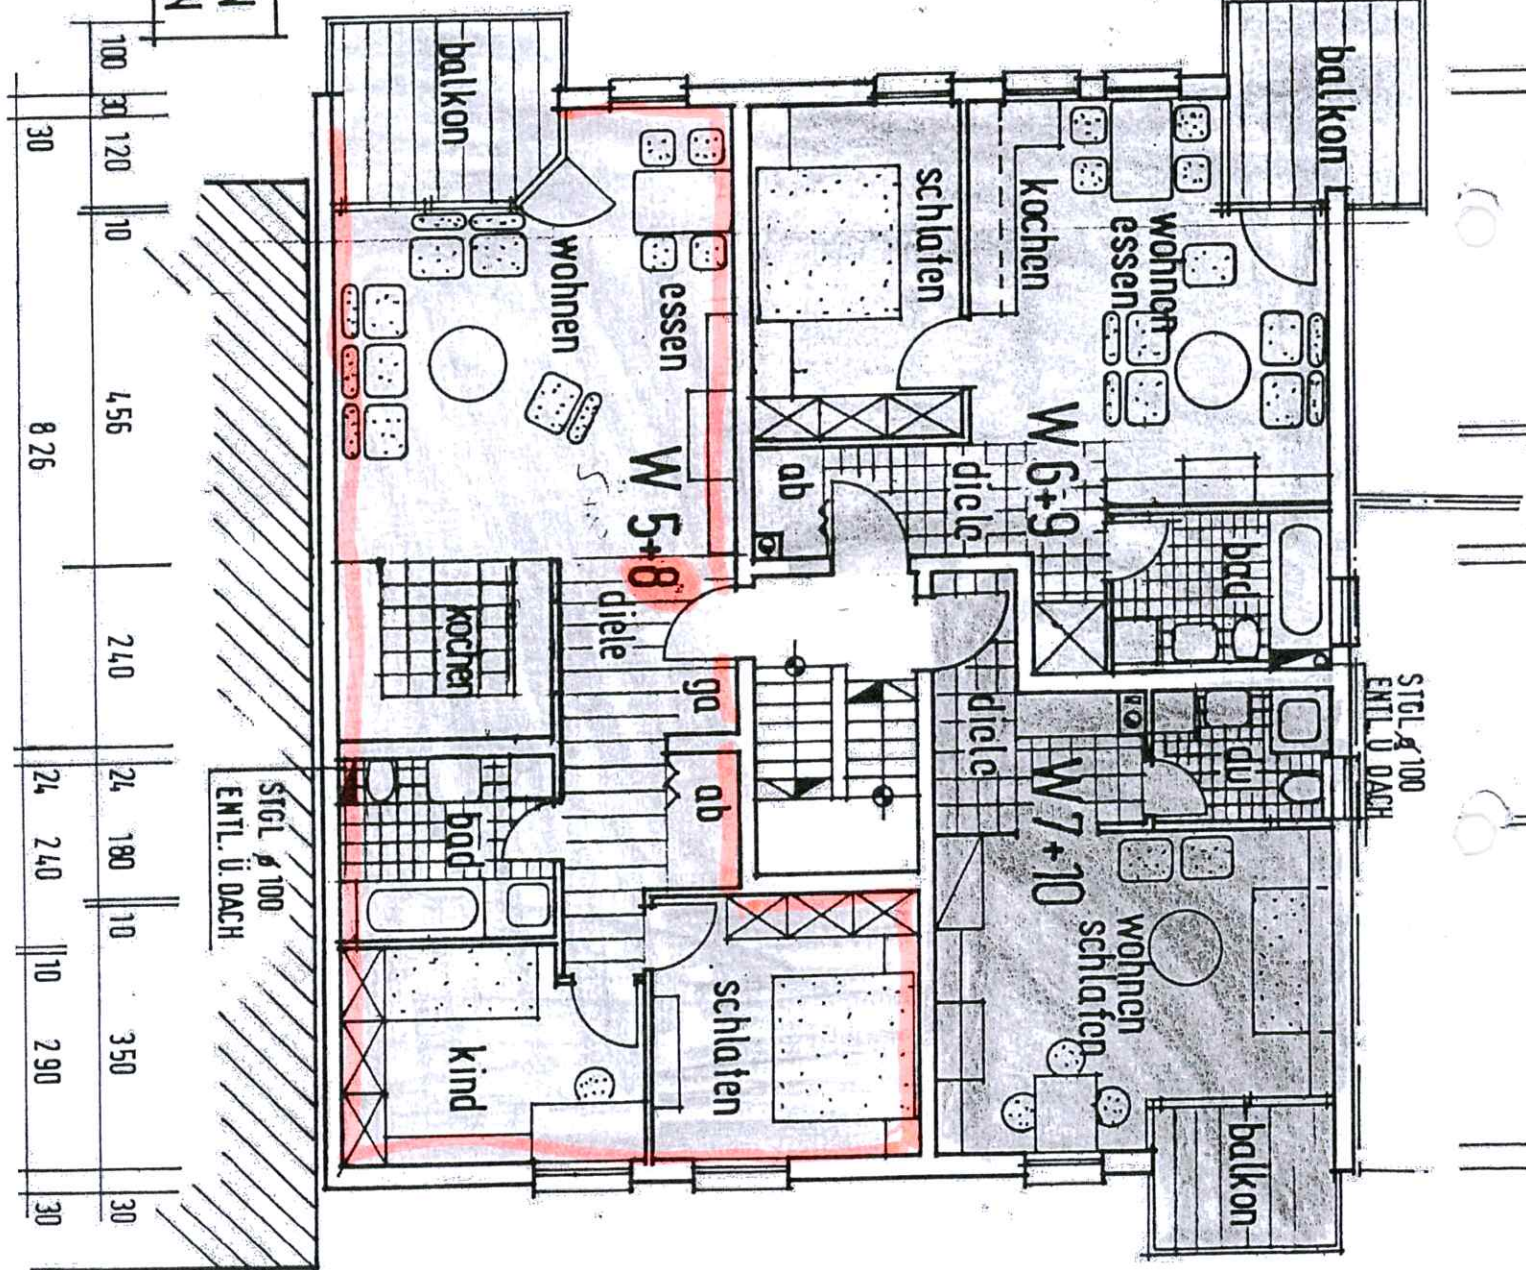 balkon
balkon
wohnen
essen
kochen
schlafen
essen
wohnen
W 6+9
diele
ab
W 5+8
diele
kochen
bad
ga
ab
bad
diele
du
W 7+10
wohnen
schlafen
schlafen
kind
balkon
STGL ø 100
ENTL. Ü DACH
STGL ø 100
ENTL. Ü. DACH
100
30
120
10
456
240
24
180
10
350
30
30
826
24
240
10
290
30